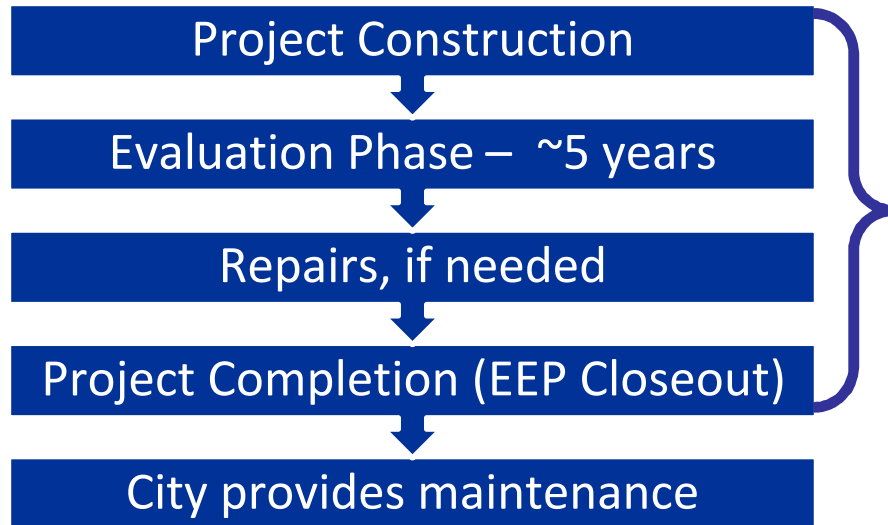 Project Construction
Evaluation Phase – ~5 years
Repairs, if needed
Project Completion (EEP Closeout)
City provides maintenance